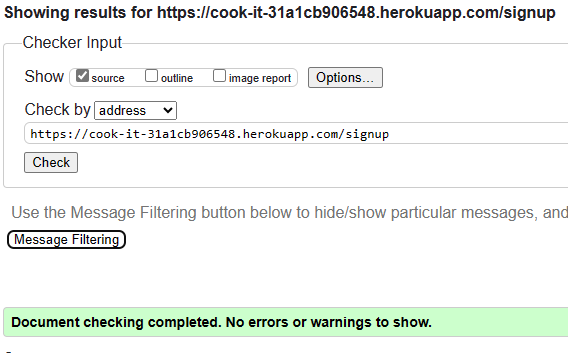 Showing results for https://cook-it-31a1cb906548.herokuapp.com/signup
Checker Input
Show source outline image report Options...
Check by address
https://cook-it-31a1cb906548.herokuapp.com/signup
Check
Use the Message Filtering button below to hide/show particular messages, and
Message Filtering
Document checking completed. No errors or warnings to show.